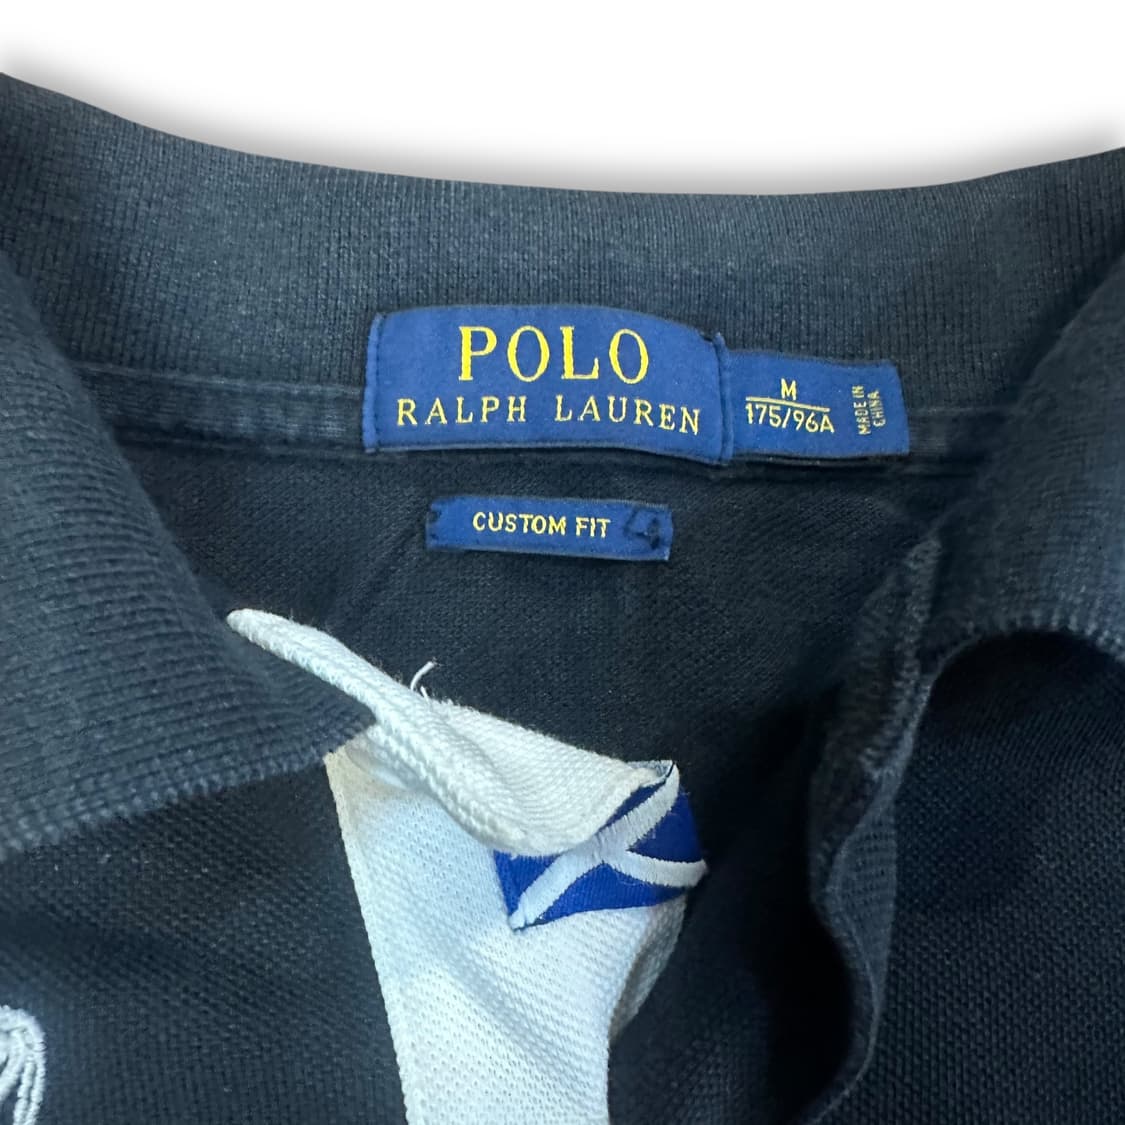 POLO
RALPH LAUREN
M
175/96A
MADE IN
CHINA
CUSTOM FIT